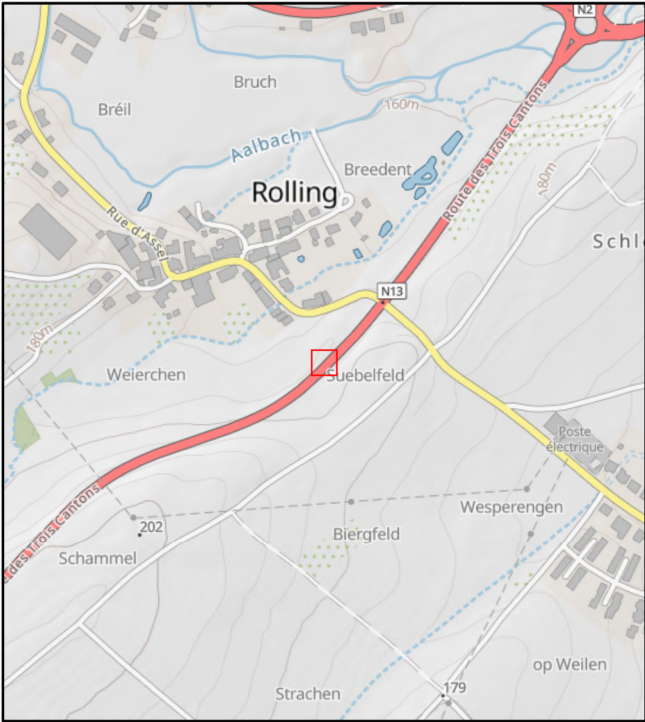 N2
Bruch
160m
Bréil
Aalbach
Route des Trois Cantons
Breedent
180m
Rolling
Rue d'Assel
Schl
N13
180m
Weierchen
Suebelfeld
Poste
électrique
des Trois Cantons
202
Wesperengen
Biergfeld
Schammel
op Weilen
179
Strachen